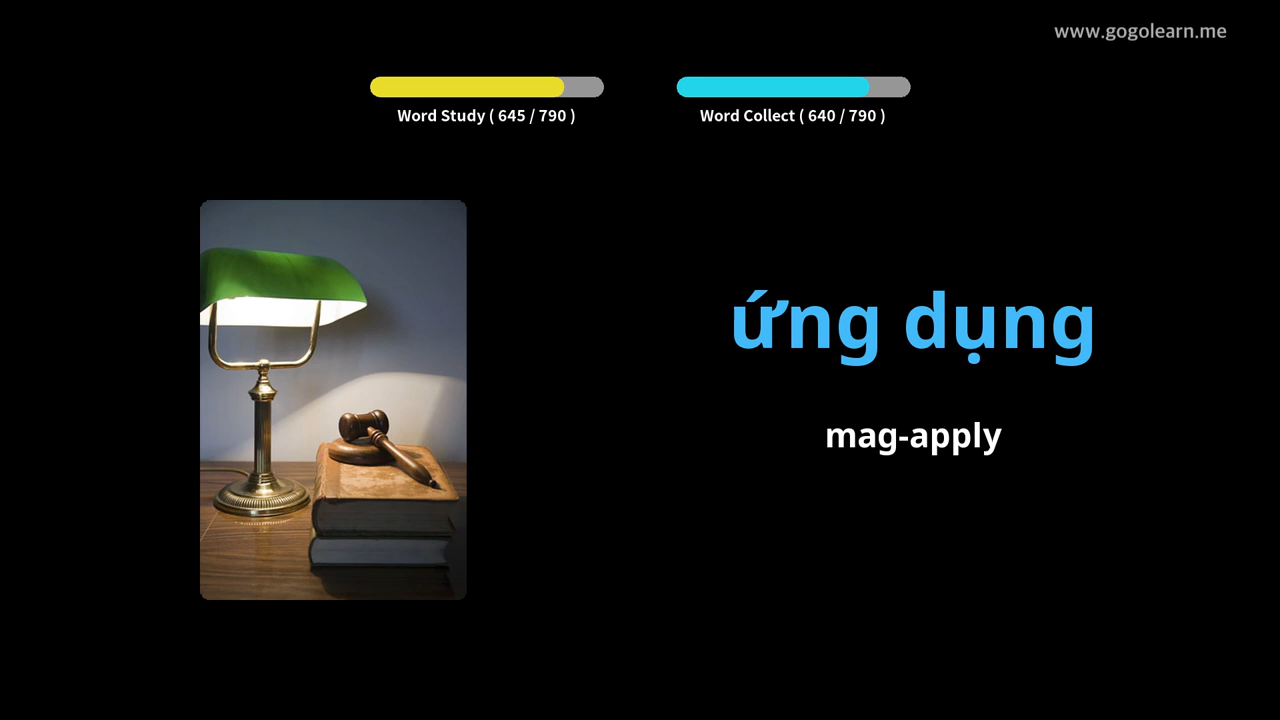 www.gogolearn.me
Word Study ( 645 / 790 )
Word Collect ( 640 / 790 )
ứng dụng
mag-apply